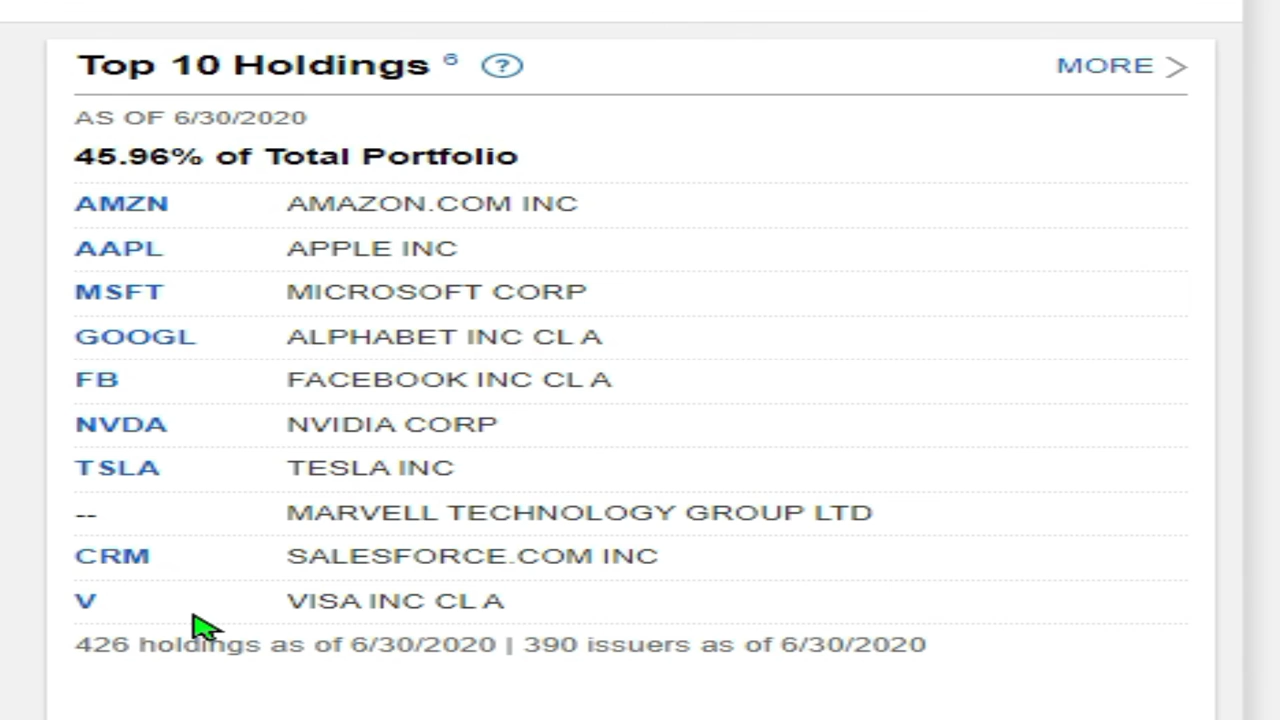 Top 10 Holdings 6 ?
MORE >
AS OF 6/30/2020
45.96% of Total Portfolio
AMZN AMAZON.COM INC
AAPL APPLE INC
MSFT MICROSOFT CORP
GOOGL ALPHABET INC CL A
FB FACEBOOK INC CL A
NVDA NVIDIA CORP
TSLA TESLA INC
-- MARVELL TECHNOLOGY GROUP LTD
CRM SALESFORCE.COM INC
V VISA INC CL A
426 holdings as of 6/30/2020 | 390 issuers as of 6/30/2020